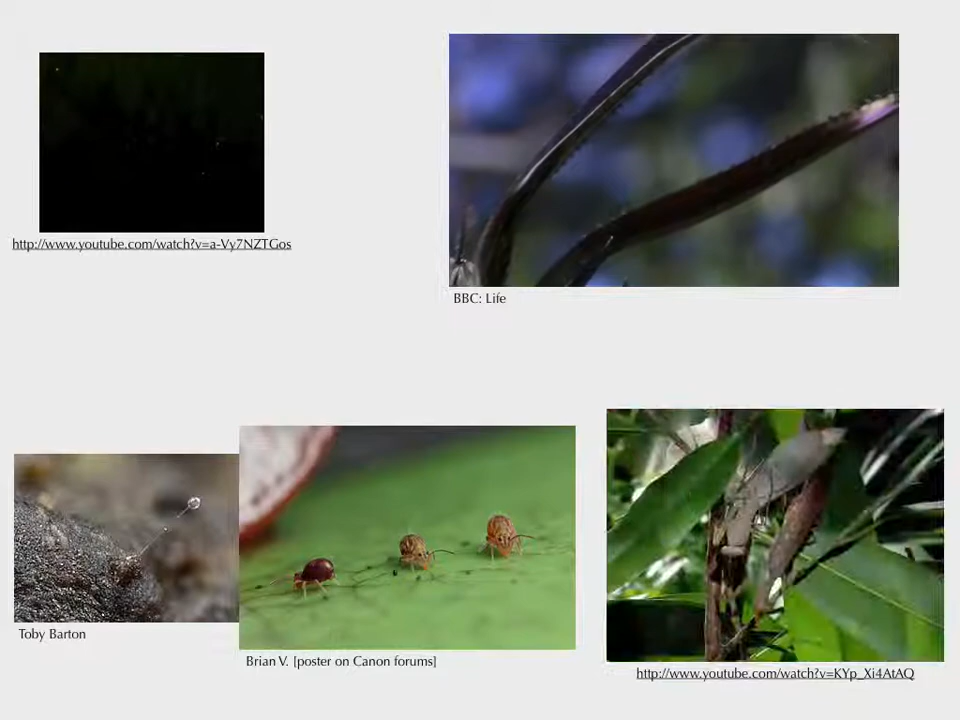 http://www.youtube.com/watch?v=a-Vy7NZTGos
BBC: Life
Toby Barton
Brian V. [poster on Canon forums]
http://www.youtube.com/watch?v=KYp_Xi4AtAQ